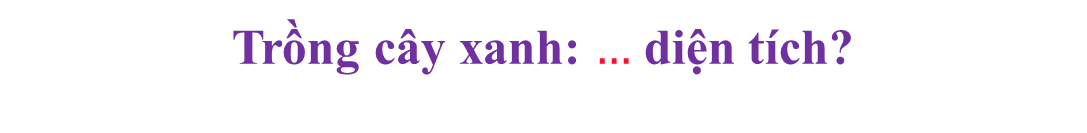 Trồng cây xanh: ... diện tích?